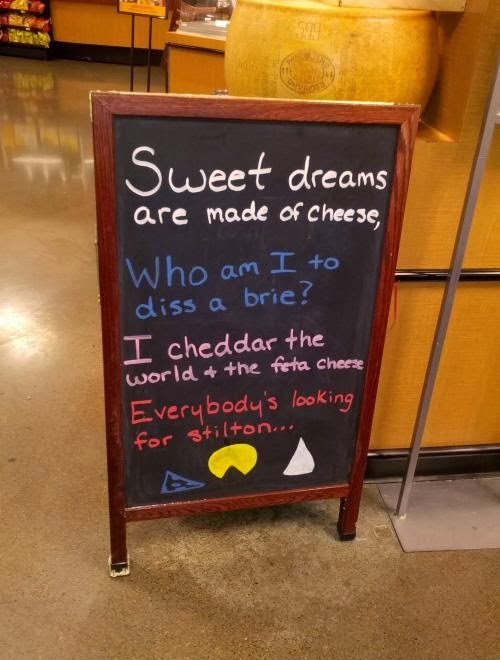 Sweet dreams
are made of cheese,
Who am I to
diss a brie?
I cheddar the
world + the feta cheese
Everybody's looking
for stilton...